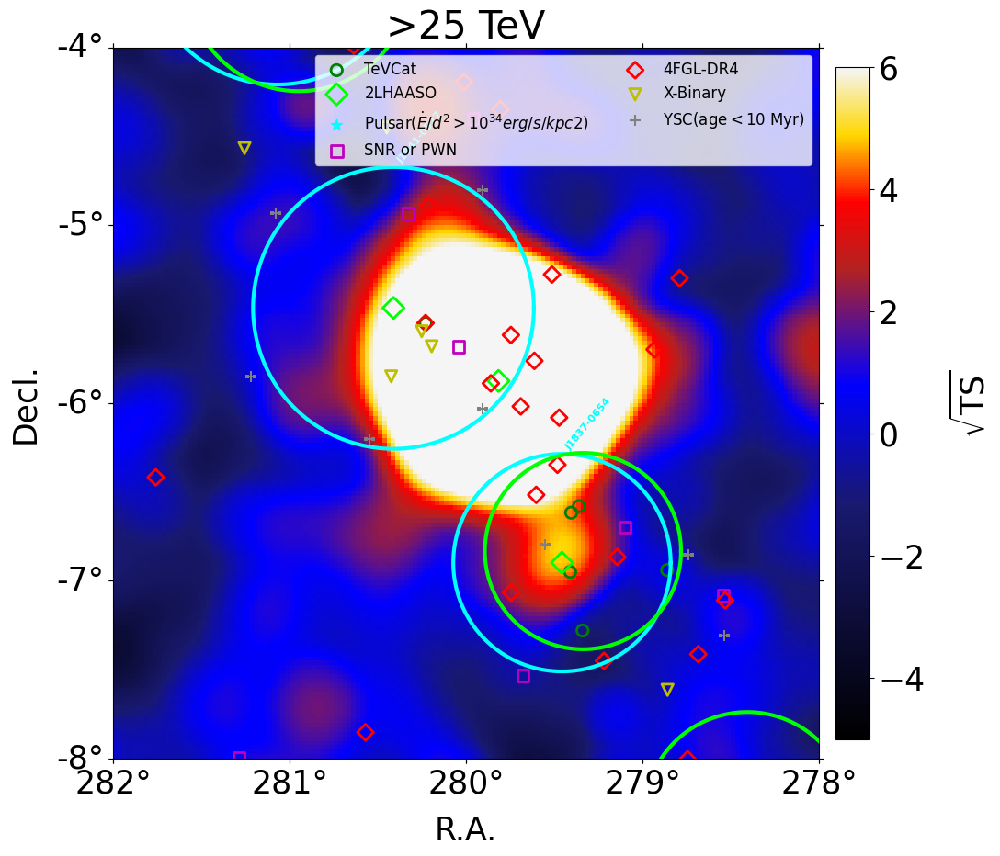 >25 TeV
-4°
-5°
-6°
-7°
-8°
Decl.
TeVCat
2LHAASO
Pulsar(Ė/d² > 10³⁴erg/s/kpc2)
SNR or PWN
4FGL-DR4
X-Binary
YSC(age < 10 Myr)
J1837-0654
282°
281°
280°
279°
278°
R.A.
6
4
2
0
−2
−4
√TS